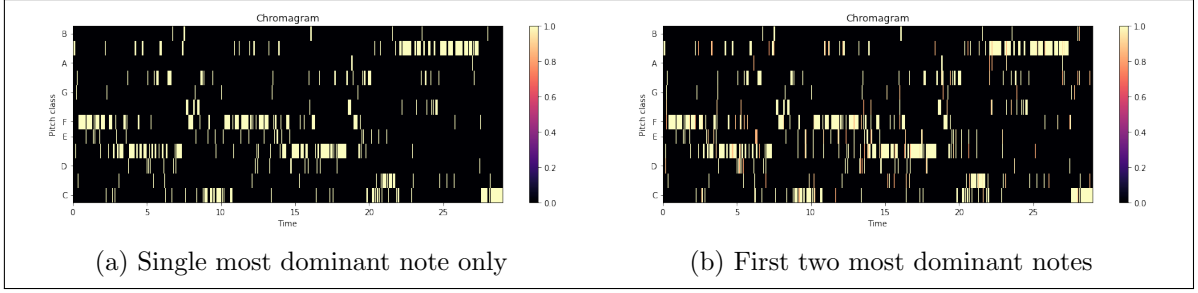 Chromagram
B
A
G
F
E
D
C
Pitch class
0
5
10
15
20
25
Time
1.0
0.8
0.6
0.4
0.2
0.0
(a) Single most dominant note only
Chromagram
B
A
G
F
E
D
C
Pitch class
0
5
10
15
20
25
Time
1.0
0.8
0.6
0.4
0.2
0.0
(b) First two most dominant notes